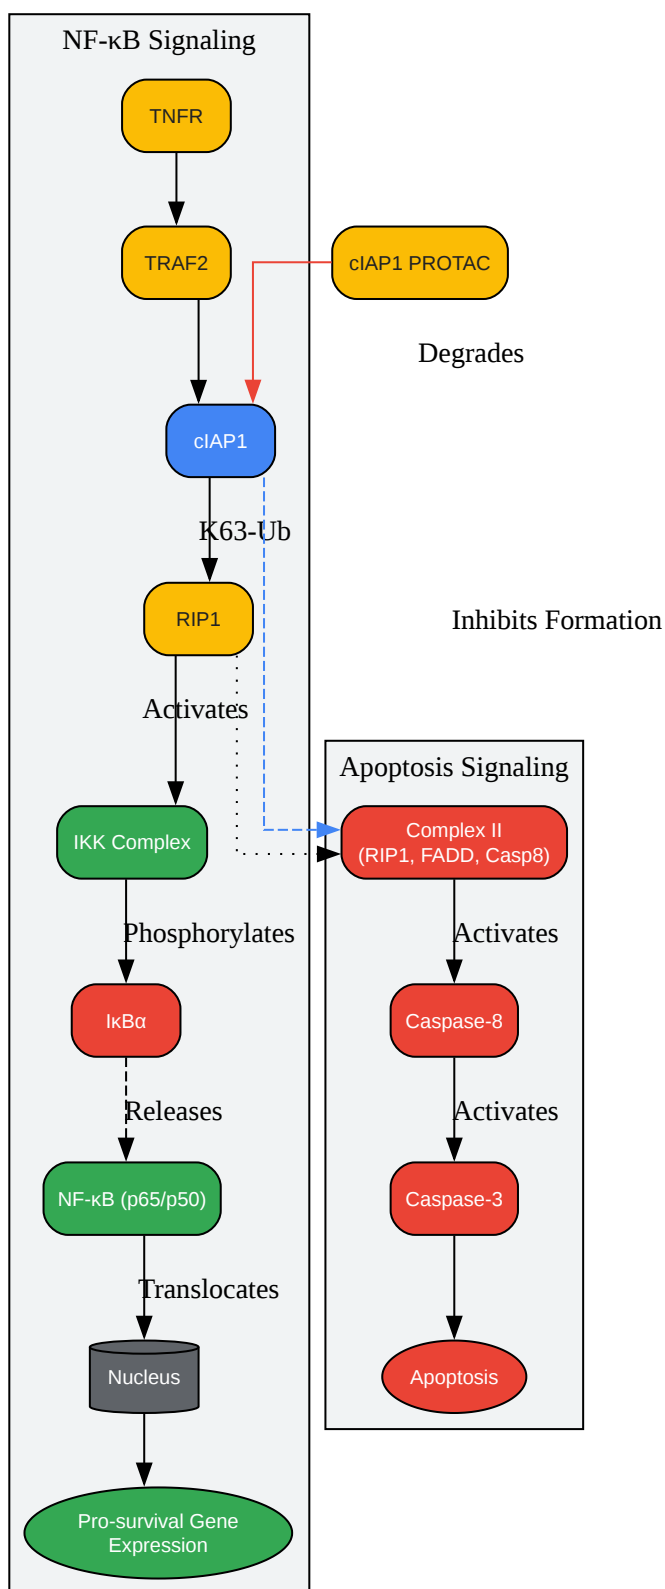 NF-κB Signaling
TNFR
TRAF2
cIAP1 PROTAC
Degrades
cIAP1
K63-Ub
RIP1
Inhibits Formation
Activates
Apoptosis Signaling
IKK Complex
Complex II
(RIP1, FADD, Casp8)
Phosphorylates
Activates
IκBα
Caspase-8
Releases
Activates
NF-κB (p65/p50)
Caspase-3
Translocates
Nucleus
Apoptosis
Pro-survival Gene
Expression